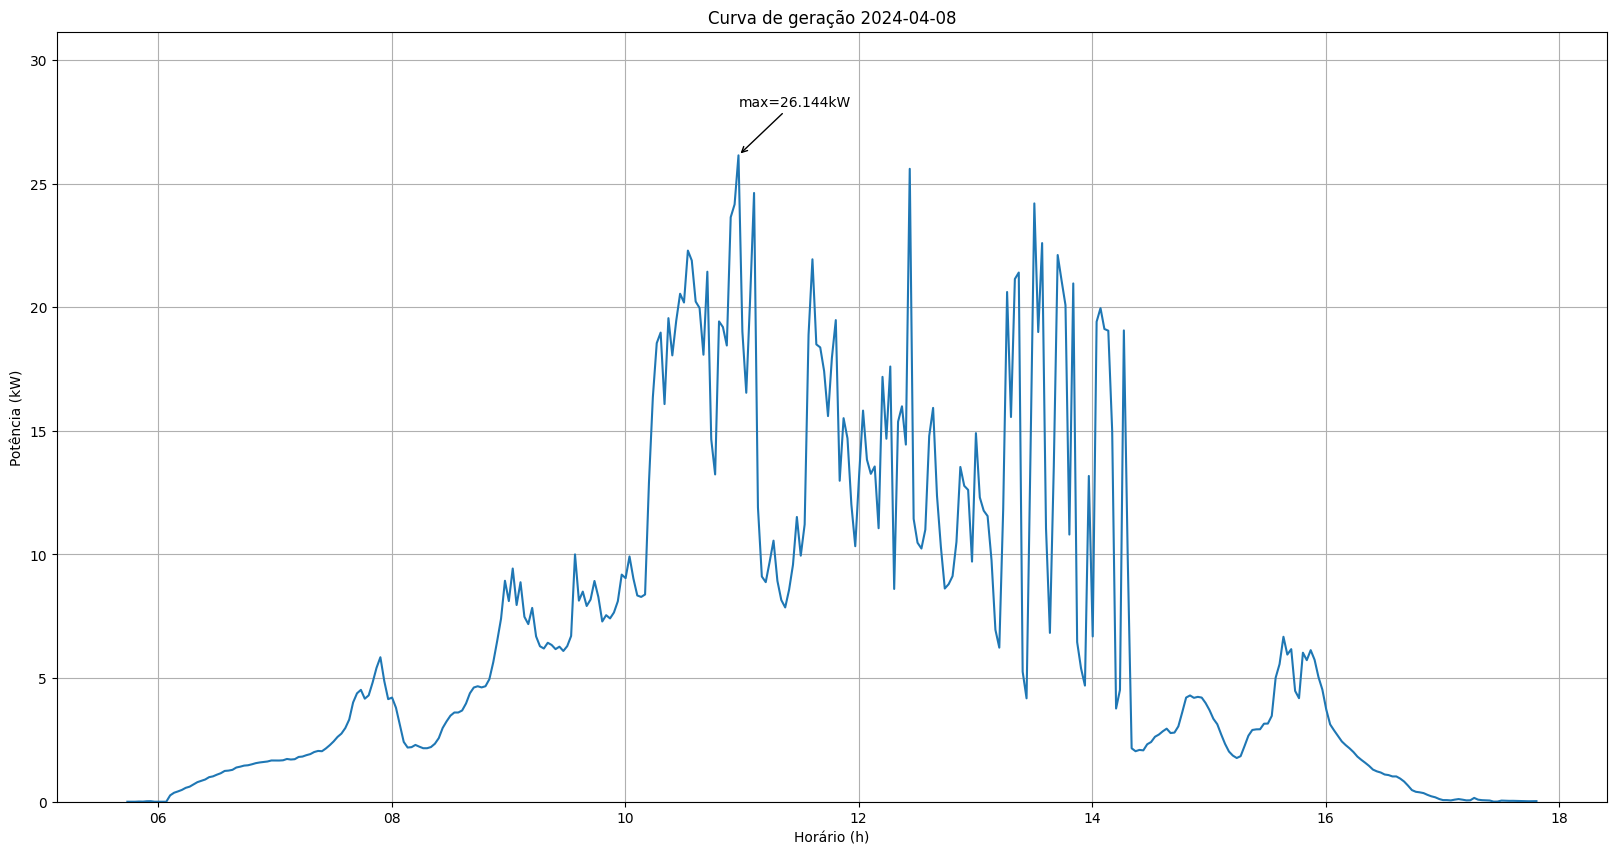 Curva de geração 2024-04-08
30
25
20
15
10
5
0
Potência (kW)
max=26.144kW
06 08 10 12 14 16 18
Horário (h)